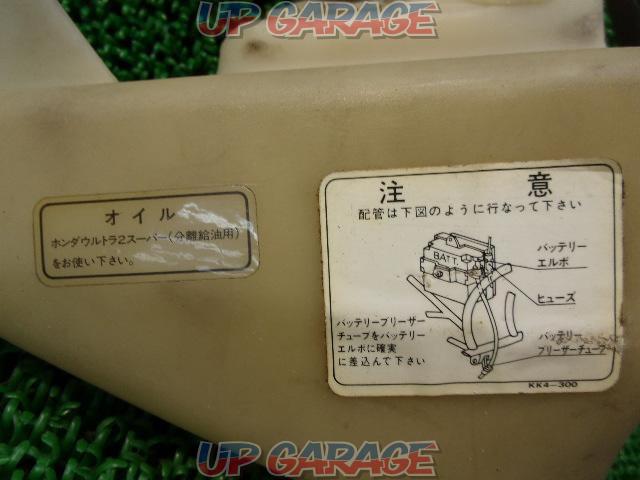 UP GARAGE
オイル
ホンダウルトラ2スーパー(分離給油用)
をお使い下さい。
注意
配管は下図のように行なって下さい
BATT.
バッテリー
エルボ
ヒューズ
バッテリーブリーザー
チューブをバッテリー
エルボに確実
に差込んで下さい
バッテリー
ブリーザーチューブ
KK4-300
UP GARAGE